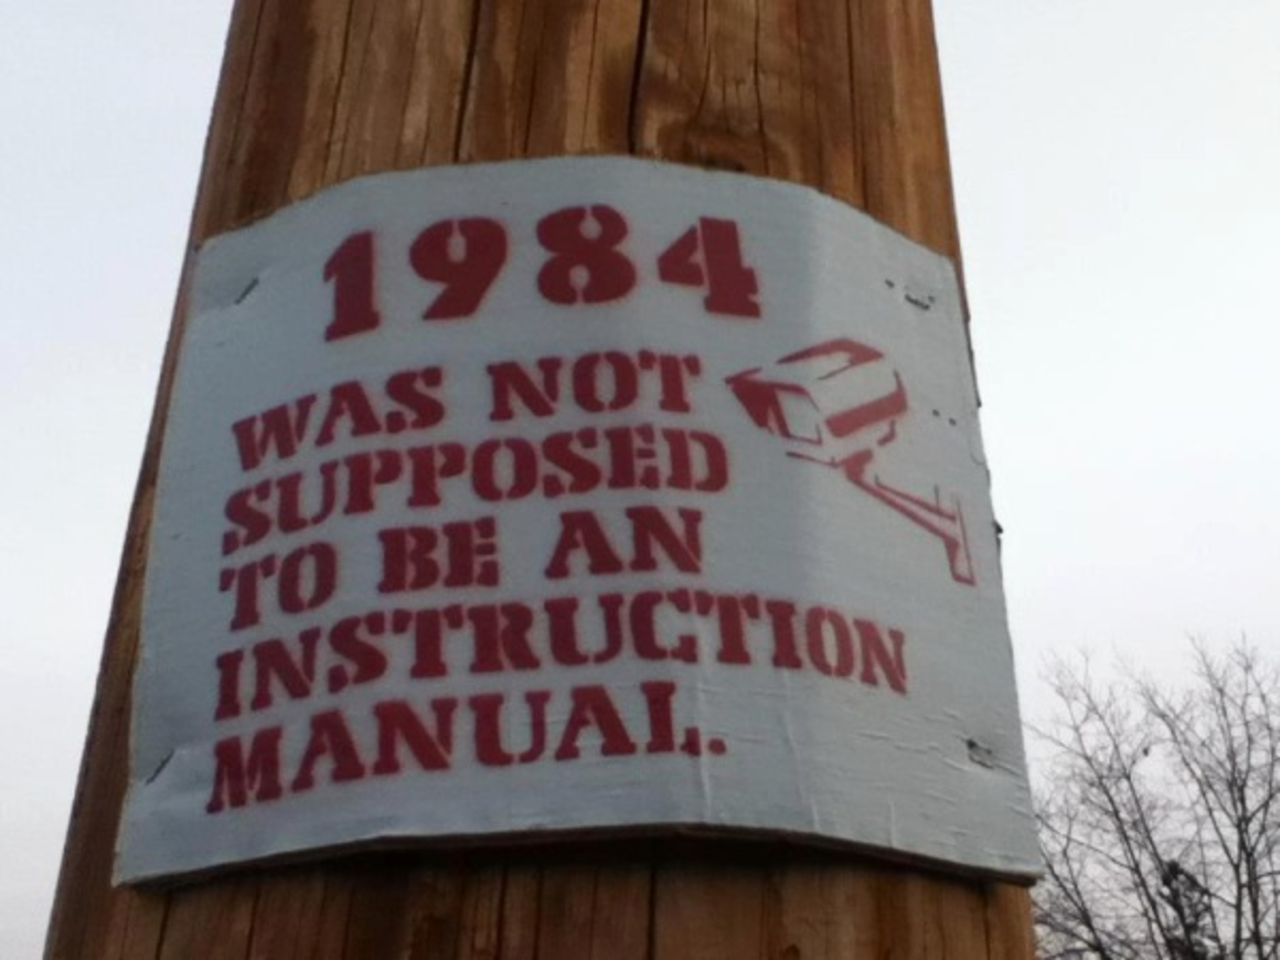 1984
WAS NOT
SUPPOSED
TO BE AN
INSTRUCTION
MANUAL.